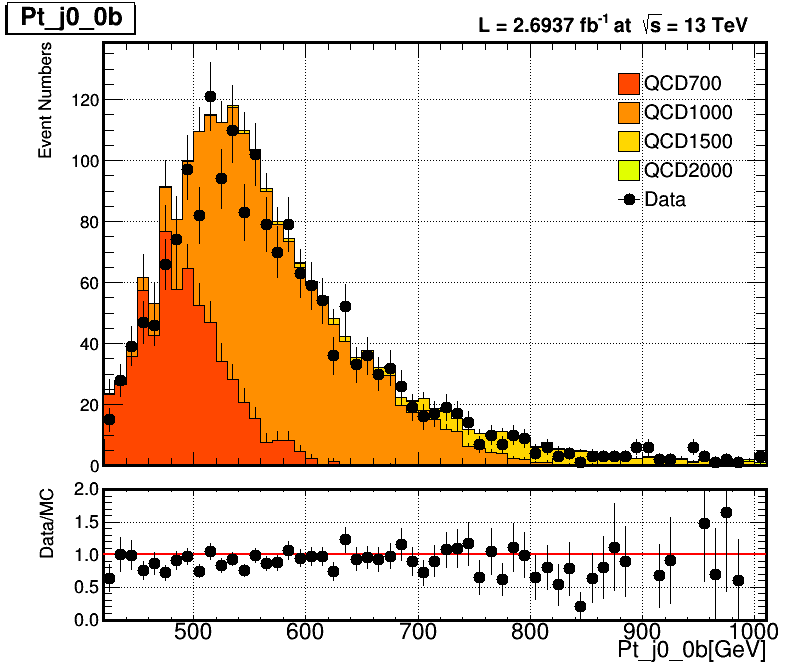 Pt_j0_0b
L = 2.6937 fb⁻¹ at √s = 13 TeV
Event Numbers
120
100
80
60
40
20
0
QCD700
QCD1000
QCD1500
QCD2000
Data
Data/MC
2.0
1.5
1.0
0.5
0.0
500 600 700 800 900 1000
Pt_j0_0b[GeV]